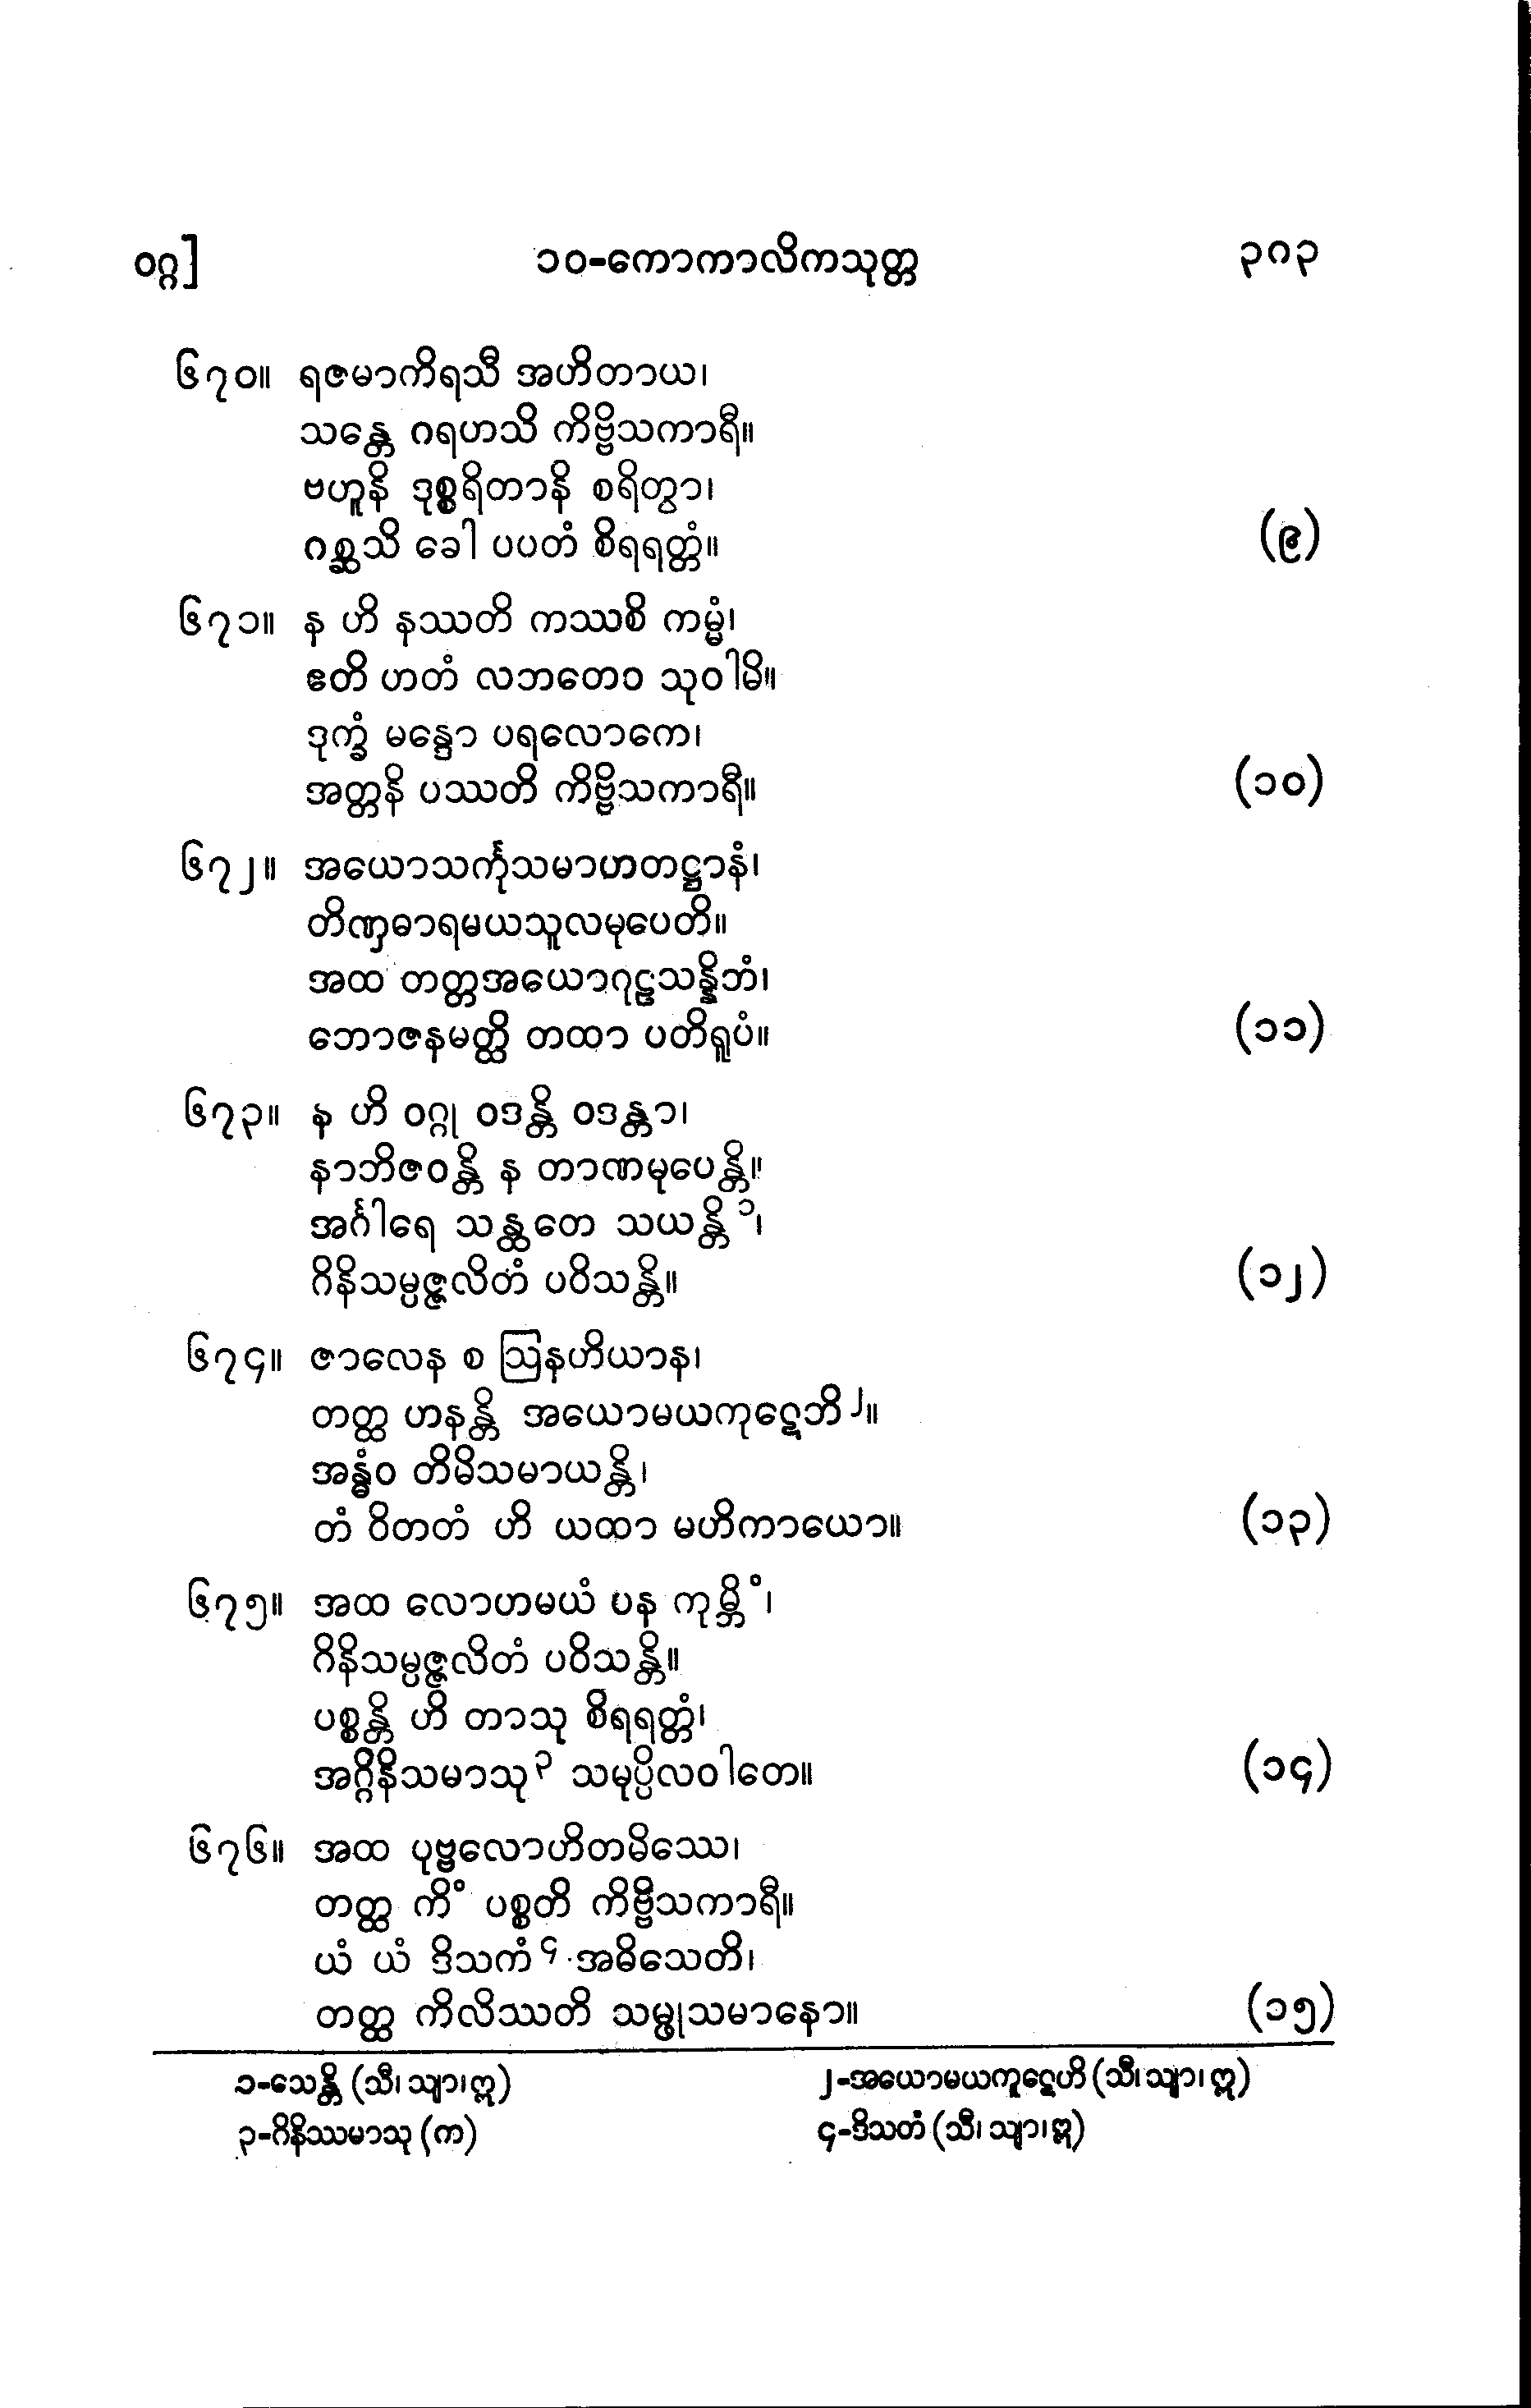 ဝဂ္ဂ] ၁၀-ကောကာလိကသုတ္တ ၃၀၃
၆၇၀။ ရဇမာကိရသီ အဟိတာယ၊
သန္တေ ဂရဟသိ ကိဗ္ဗိသကာရီ။
ဗဟူနိ ဒုစ္စရိတာနိ စရိတွာ၊
ဂစ္ဆသိ ခေါ ပပတံ စိရရတ္တံ။ (၉)
၆၇၁။ န ဟိ နဿတိ ကဿစိ ကမ္မံ၊
ဧတိ ဟတံ လဘတေဝ သုဝါမိ။
ဒုက္ခံ မန္ဒော ပရလောကေ၊
အတ္တနိ ပဿတိ ကိဗ္ဗိသကာရီ။ (၁၀)
၆၇၂။ အယောသင်္ကုသမာဟတဋ္ဌာနံ၊
တိဏှဓာရမယသူလမုပေတိ။
အထ တတ္တအယောဂုဠသန္နိဘံ၊
ဘောဇနမတ္ထိ တထာ ပတိရူပံ။ (၁၁)
၆၇၃။ န ဟိ ဝဂ္ဂု ဝဒန္တိ ဝဒန္တာ၊
နာဘိဇဝန္တိ န တာဏမုပေန္တိ။
အင်္ဂါရေ သန္ထတေ သယန္တိ ၁၊
ဂိနိသမ္ပဇ္ဇလိတံ ပဝိသန္တိ။ (၁၂)
၆၇၄။ ဇာလေန စ ဩနဟိယာန၊
တတ္ထ ဟနန္တိ အယောမယကုဋေဘိ ၂။
အန္ဓံဝ တိမိသမာယန္တိ၊
တံ ဝိတတံ ဟိ ယထာ မဟိကာယော။ (၁၃)
၆၇၅။ အထ လောဟမယံ ပန ကုမ္ဘိံ၊
ဂိနိသမ္ပဇ္ဇလိတံ ပဝိသန္တိ။
ပစ္စန္တိ ဟိ တာသု စိရရတ္တံ၊
အဂ္ဂိနိသမာသု ၃ သမုပ္ပိလဝါတေ။ (၁၄)
၆၇၆။ အထ ပုဗ္ဗလောဟိတမိဿေ၊
တတ္ထ ကိံ ပစ္စတိ ကိဗ္ဗိသကာရီ။
ယံ ယံ ဒိသကံ ၄ အဓိသေတိ၊
တတ္ထ ကိလိဿတိ သမ္ဖုသမာနော။ (၁၅)
၁-သေန္တိ (သီ၊ သျာ၊ ဣ) ၂-အယောမယကူဋေဟိ (သီ၊ သျာ၊ ဣ)
၃-ဂိနိဿမာသု (က) ၄-ဒိသတံ (သီ၊ သျာ၊ ဣ)